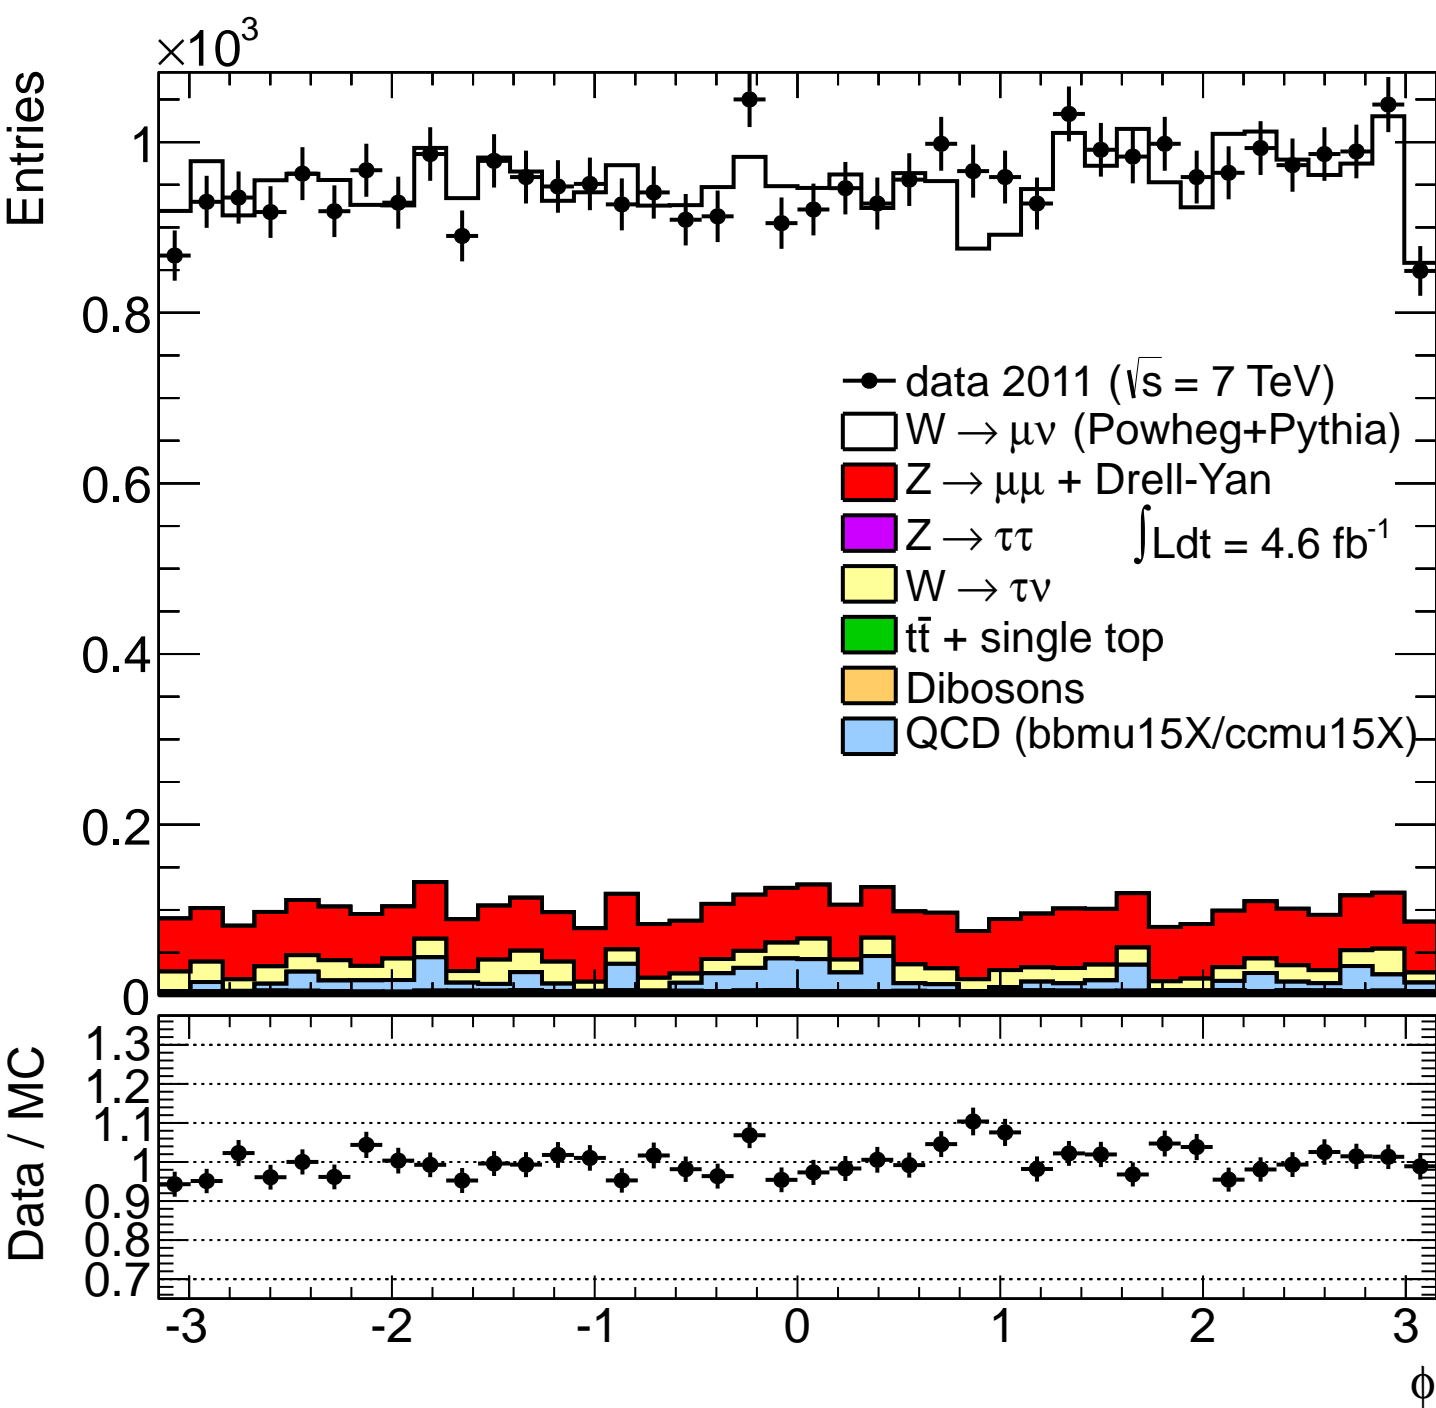 ×10³
Entries
1
0.8
0.6
0.4
0.2
0
data 2011 (√s = 7 TeV)
W → μν (Powheg+Pythia)
Z → μμ + Drell-Yan
Z → ττ
∫Ldt = 4.6 fb⁻¹
W → τν
tt̄ + single top
Dibosons
QCD (bbmu15X/ccmu15X)
Data / MC
1.3
1.2
1.1
1
0.9
0.8
0.7
-3 -2 -1 0 1 2 3
ϕ